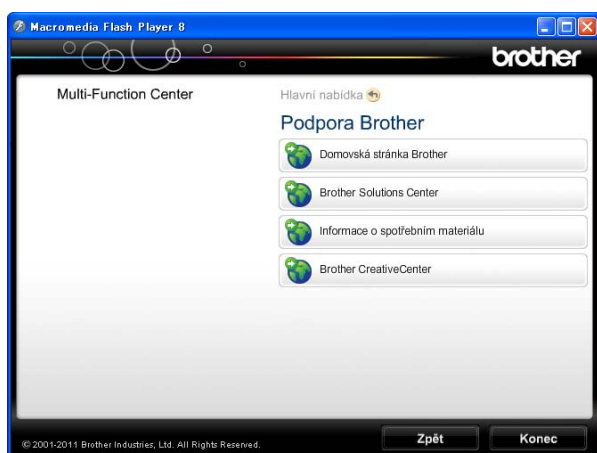 Macromedia Flash Player 8
brother
Multi-Function Center
Hlavní nabídka
Podpora Brother
Domovská stránka Brother
Brother Solutions Center
Informace o spotřebním materiálu
Brother CreativeCenter
© 2001-2011 Brother Industries, Ltd. All Rights Reserved.
Zpět
Konec